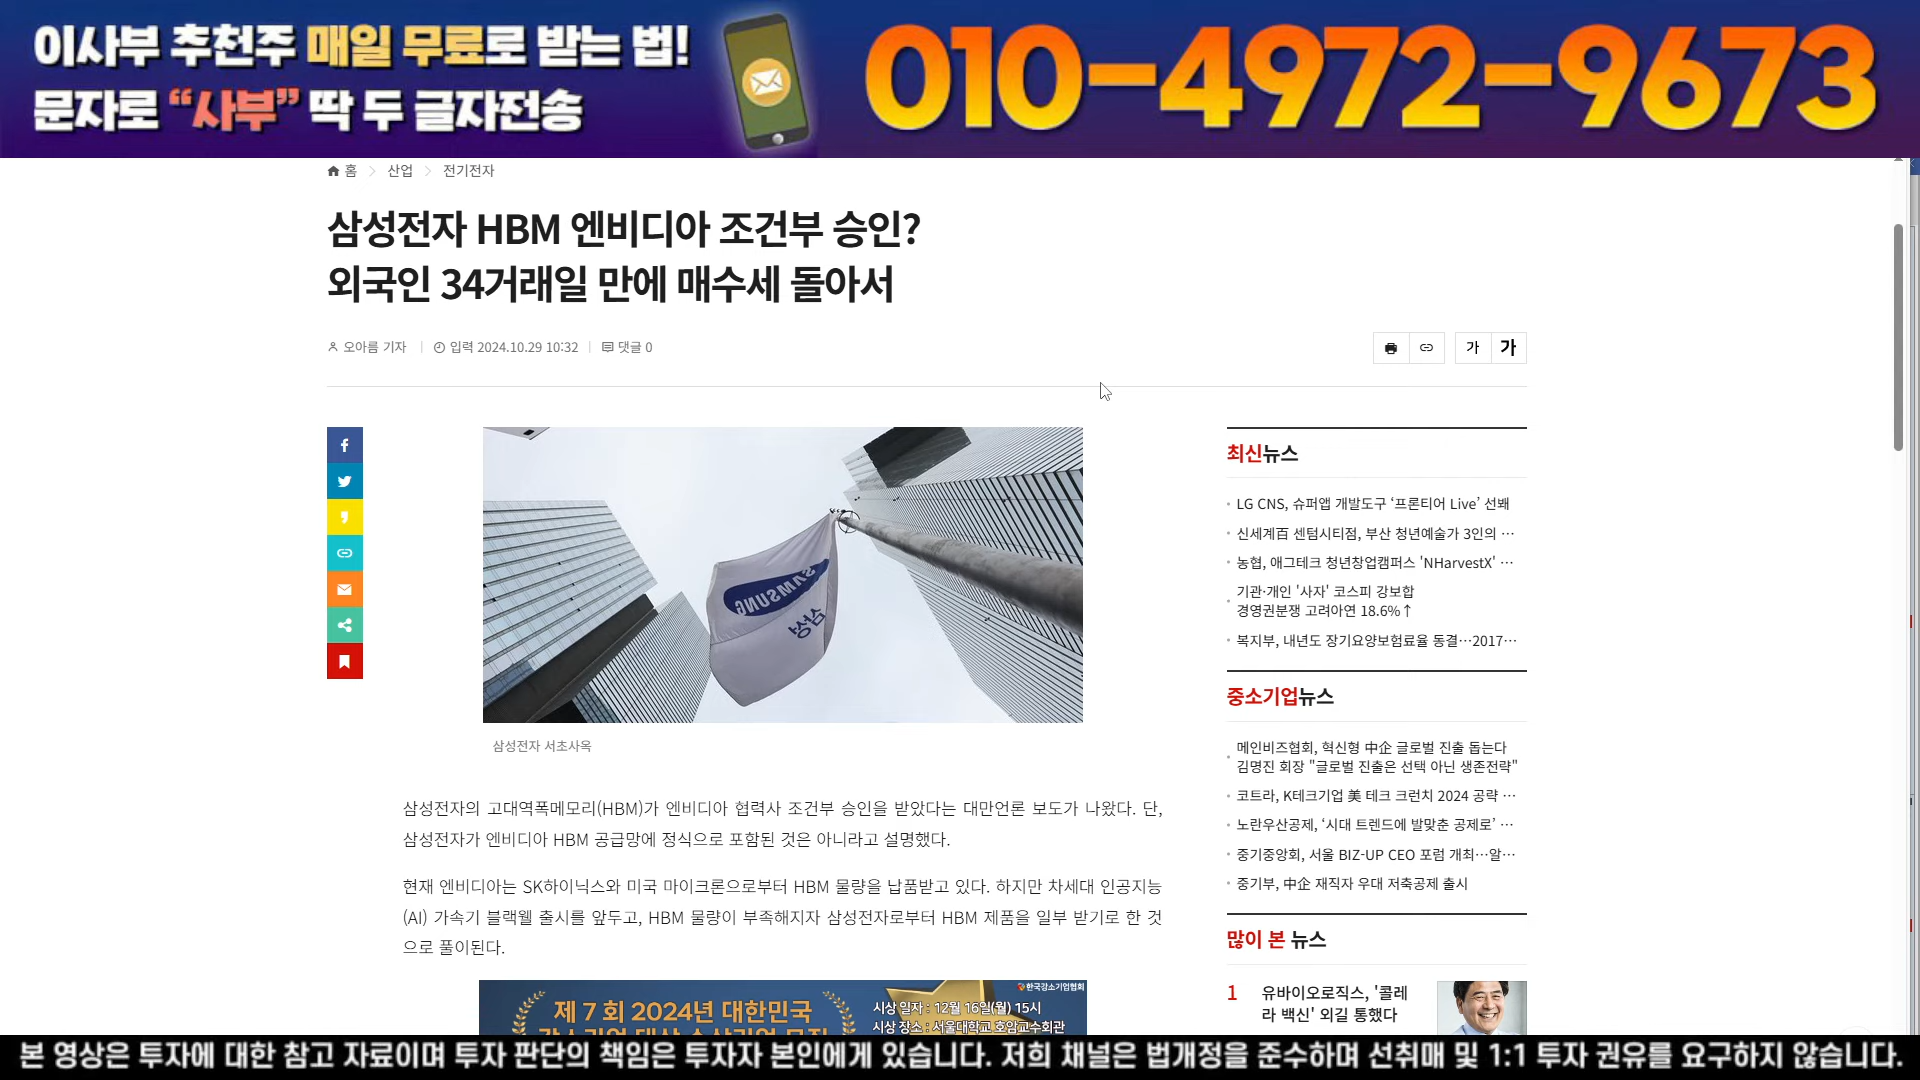 이사부 추천주 매일 무료로 받는 법!
문자로 “사부” 딱 두 글자전송
010-4972-9673
홈 > 산업 > 전기전자
삼성전자 HBM 엔비디아 조건부 승인?
외국인 34거래일 만에 매수세 돌아서
오아름 기자 | 입력 2024.10.29 10:32 | 댓글 0
가 가
SAMSUNG
삼성
삼성전자 서초사옥
삼성전자의 고대역폭메모리(HBM)가 엔비디아 협력사 조건부 승인을 받았다는 대만언론 보도가 나왔다. 단,
삼성전자가 엔비디아 HBM 공급망에 정식으로 포함된 것은 아니라고 설명했다.
현재 엔비디아는 SK하이닉스와 미국 마이크론으로부터 HBM 물량을 납품받고 있다. 하지만 차세대 인공지능
(AI) 가속기 블랙웰 출시를 앞두고, HBM 물량이 부족해지자 삼성전자로부터 HBM 제품을 일부 받기로 한 것
으로 풀이된다.
한국강소기업협회
제 7 회 2024년 대한민국
시상 일자 : 12월 16일(월) 15시
시상 장소 : 서울대학교 호암교수회관
최신뉴스
LG CNS, 슈퍼앱 개발도구 ‘프론티어 Live’ 선봬
신세계百 센텀시티점, 부산 청년예술가 3인의 …
농협, 애그테크 청년창업캠퍼스 'NHarvestX' …
기관·개인 '사자' 코스피 강보합
경영권분쟁 고려아연 18.6%↑
복지부, 내년도 장기요양보험료율 동결…2017…
중소기업뉴스
메인비즈협회, 혁신형 中企 글로벌 진출 돕는다
김명진 회장 "글로벌 진출은 선택 아닌 생존전략"
코트라, K테크기업 美 테크 크런치 2024 공략 …
노란우산공제, ‘시대 트렌드에 발맞춘 공제로’ …
중기중앙회, 서울 BIZ-UP CEO 포럼 개최…알…
중기부, 中企 재직자 우대 저축공제 출시
많이 본 뉴스
1 유바이오로직스, '콜레
라 백신' 외길 통했다
본 영상은 투자에 대한 참고 자료이며 투자 판단의 책임은 투자자 본인에게 있습니다. 저희 채널은 법개정을 준수하며 선취매 및 1:1 투자 권유를 요구하지 않습니다.